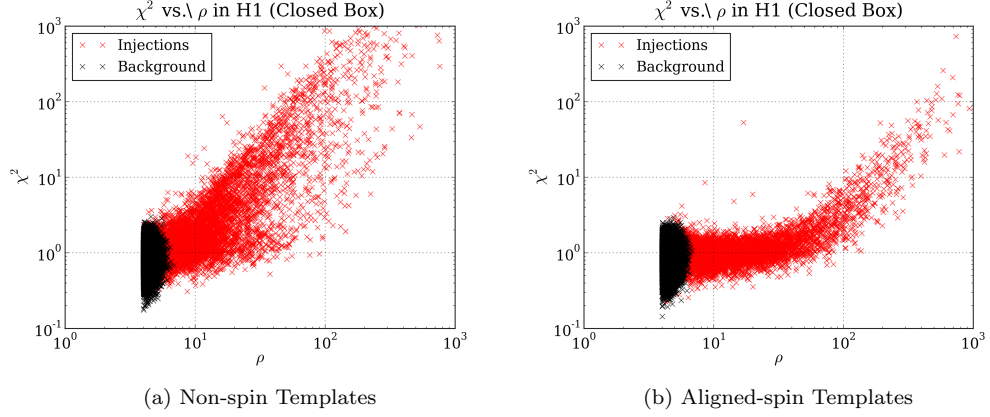 χ² vs.\ ρ in H1 (Closed Box)
Injections
Background
10³
10²
10¹
10⁰
10⁻¹
χ²
10⁰
10¹
10²
10³
ρ
(a) Non-spin Templates
χ² vs.\ ρ in H1 (Closed Box)
Injections
Background
10³
10²
10¹
10⁰
10⁻¹
χ²
10⁰
10¹
10²
10³
ρ
(b) Aligned-spin Templates